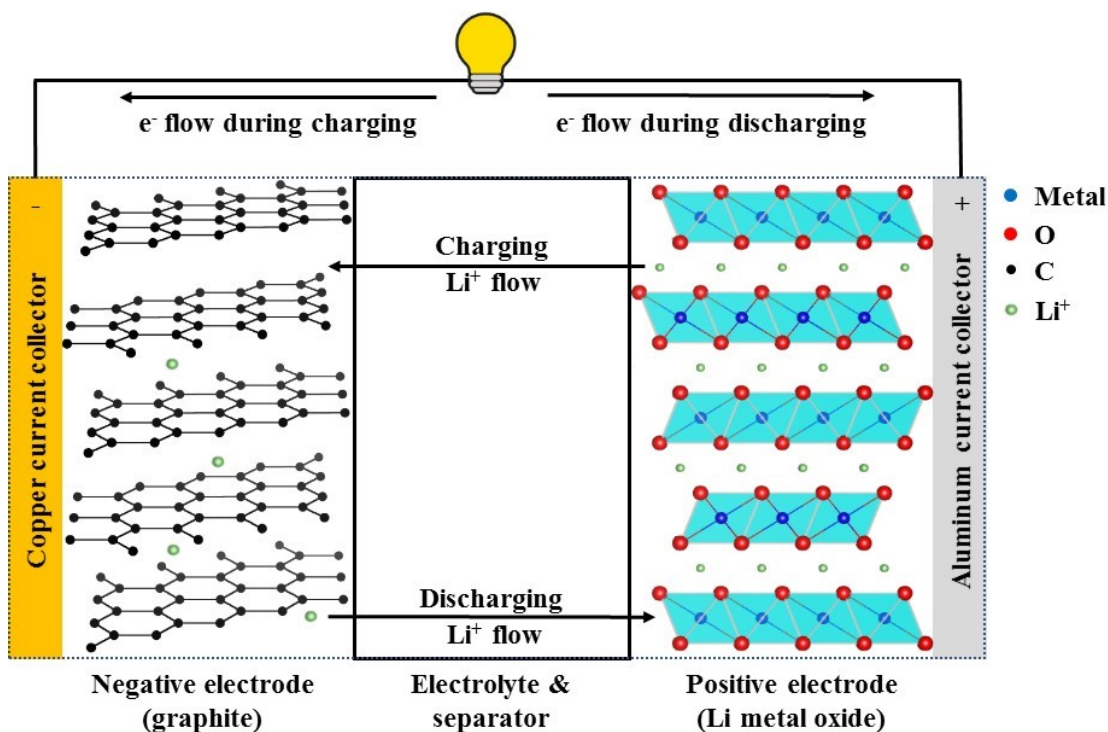 e⁻ flow during charging
e⁻ flow during discharging
-
+
Copper current collector
Aluminum current collector
Metal
O
C
Li⁺
Charging
Li⁺ flow
Discharging
Li⁺ flow
Negative electrode
(graphite)
Electrolyte &
separator
Positive electrode
(Li metal oxide)